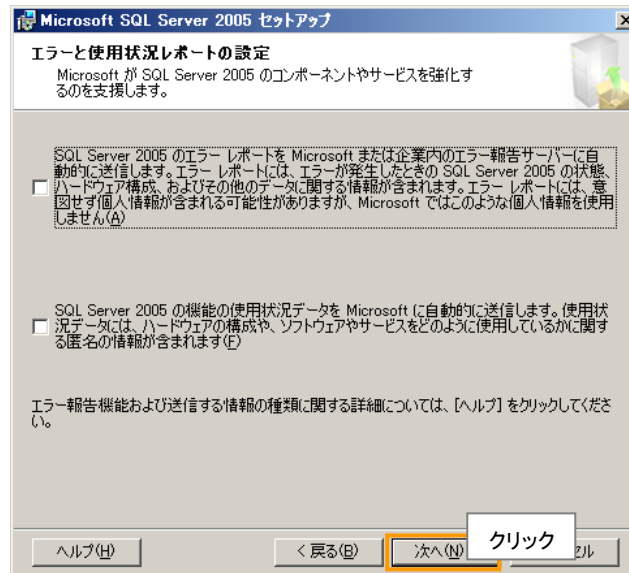 Microsoft SQL Server 2005 セットアップ
エラーと使用状況レポートの設定
Microsoft が SQL Server 2005 のコンポーネントやサービスを強化す
るのを支援します。
SQL Server 2005 のエラー レポートを Microsoft または企業内のエラー報告サーバーに自
動的に送信します。エラー レポートには、エラーが発生したときの SQL Server 2005 の状態、
ハードウェア構成、およびその他のデータに関する情報が含まれます。エラー レポートには、意
図せず個人情報が含まれる可能性がありますが、Microsoft ではこのような個人情報を使用
しません(A)
SQL Server 2005 の機能の使用状況データを Microsoft に自動的に送信します。使用状
況データには、ハードウェアの構成や、ソフトウェアやサービスをどのように使用しているかに関す
る匿名の情報が含まれます(F)
エラー報告機能および送信する情報の種類に関する詳細については、[ヘルプ] をクリックしてくださ
い。
ヘルプ(H)
< 戻る(B)
次へ(N)
クリック
セル